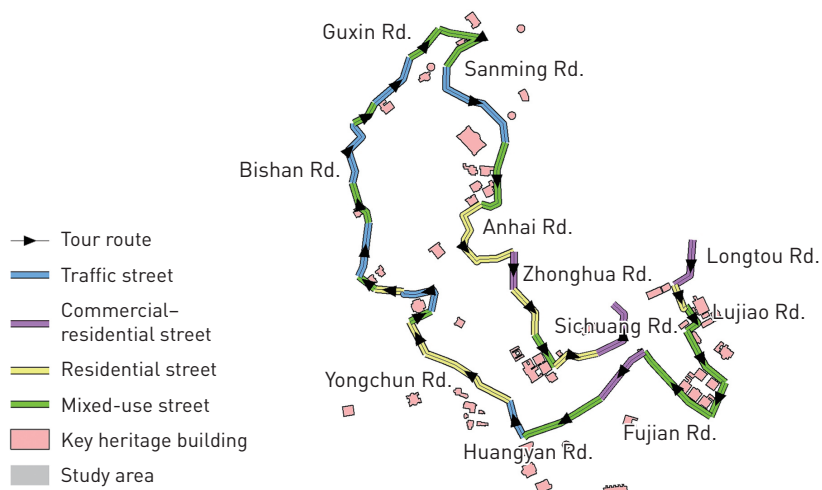 Guxin Rd.
Sanming Rd.
Bishan Rd.
Anhai Rd.
Longtou Rd.
Zhonghua Rd.
Lujiao Rd.
Sichuang Rd.
Yongchun Rd.
Fujian Rd.
Huangyan Rd.
Tour route
Traffic street
Commercial–
residential street
Residential street
Mixed-use street
Key heritage building
Study area